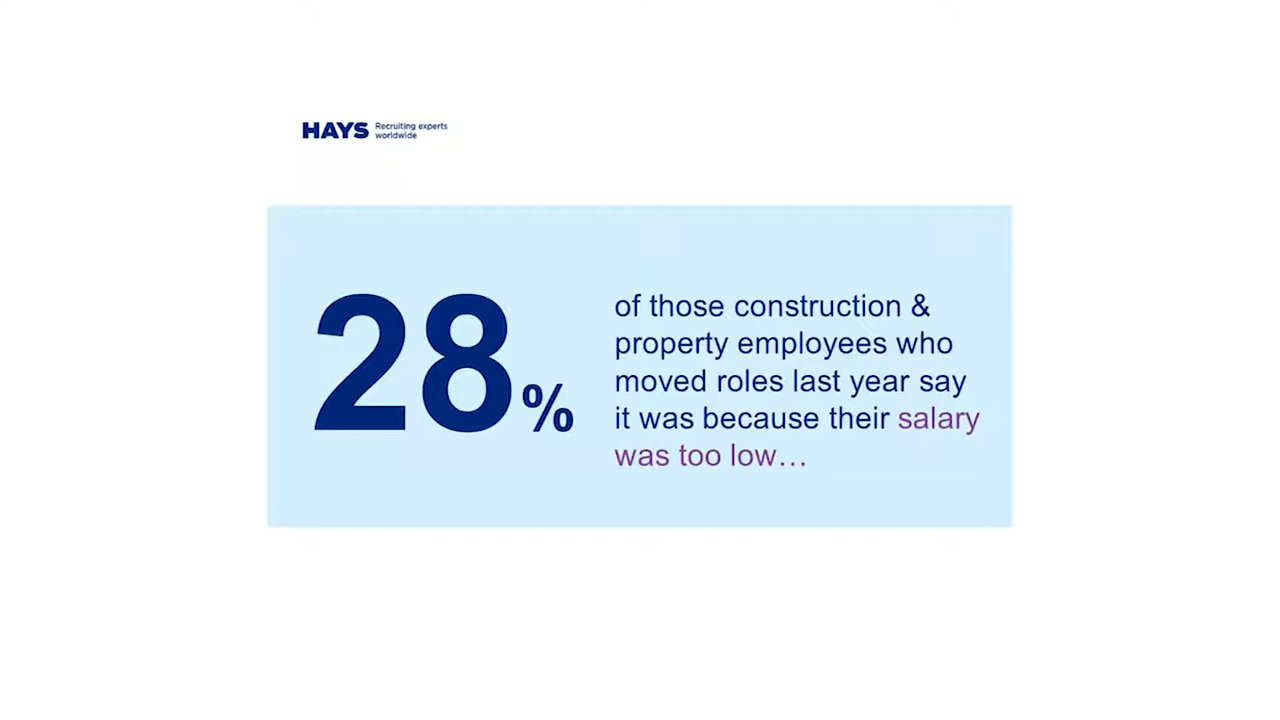 HAYS Recruiting experts
worldwide
28%
of those construction &
property employees who
moved roles last year say
it was because their salary
was too low…